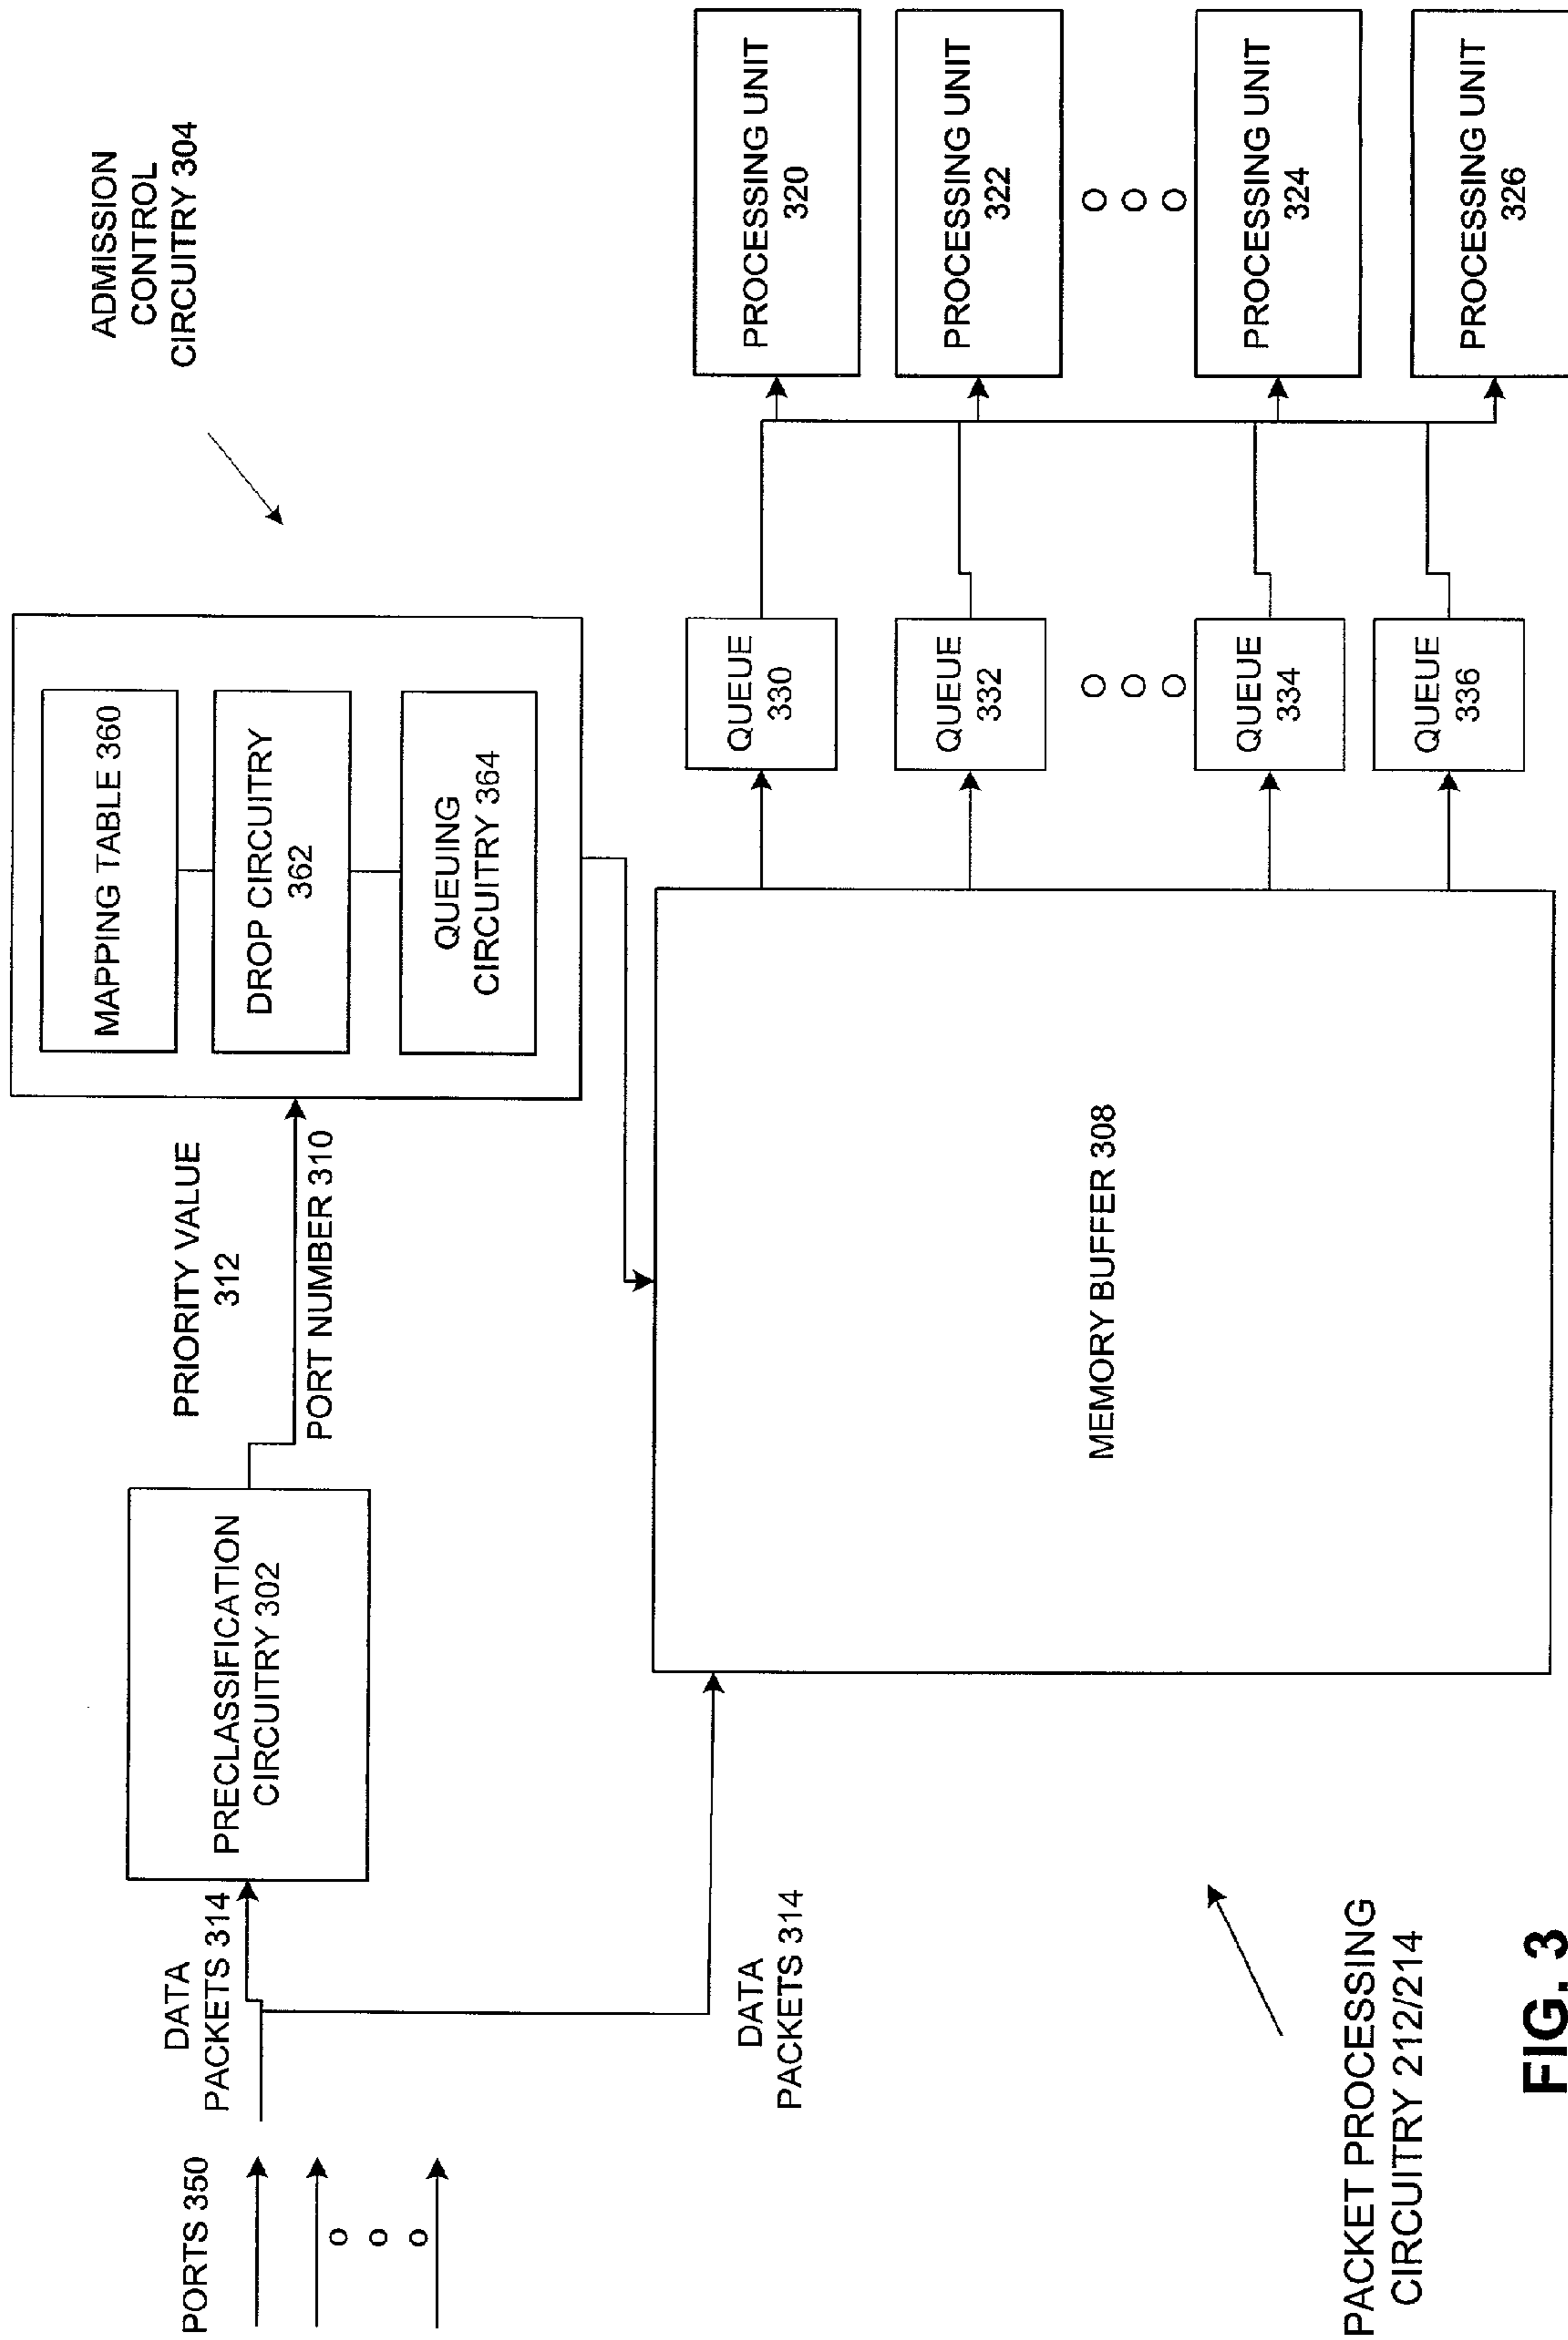 ADMISSION
CONTROL
CIRCUITRY 304
MAPPING TABLE 360
DROP CIRCUITRY
362
QUEUING
CIRCUITRY 364
PRIORITY VALUE
312
PORT NUMBER 310
PRECLASSIFICATION
CIRCUITRY 302
DATA
PACKETS 314
PORTS 350
DATA
PACKETS 314
MEMORY BUFFER 308
QUEUE
330
QUEUE
332
QUEUE
334
QUEUE
336
PROCESSING UNIT
320
PROCESSING UNIT
322
PROCESSING UNIT
324
PROCESSING UNIT
326
PACKET PROCESSING
CIRCUITRY 212/214
FIG. 3